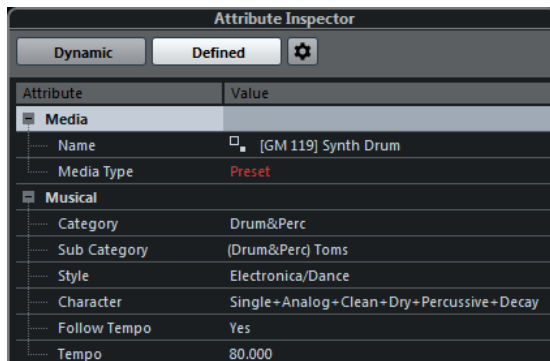 Attribute Inspector
Dynamic Defined
Attribute Value
Media
Name [GM 119] Synth Drum
Media Type Preset
Musical
Category Drum&Perc
Sub Category (Drum&Perc) Toms
Style Electronica/Dance
Character Single+Analog+Clean+Dry+Percussive+Decay
Follow Tempo Yes
Tempo 80.000